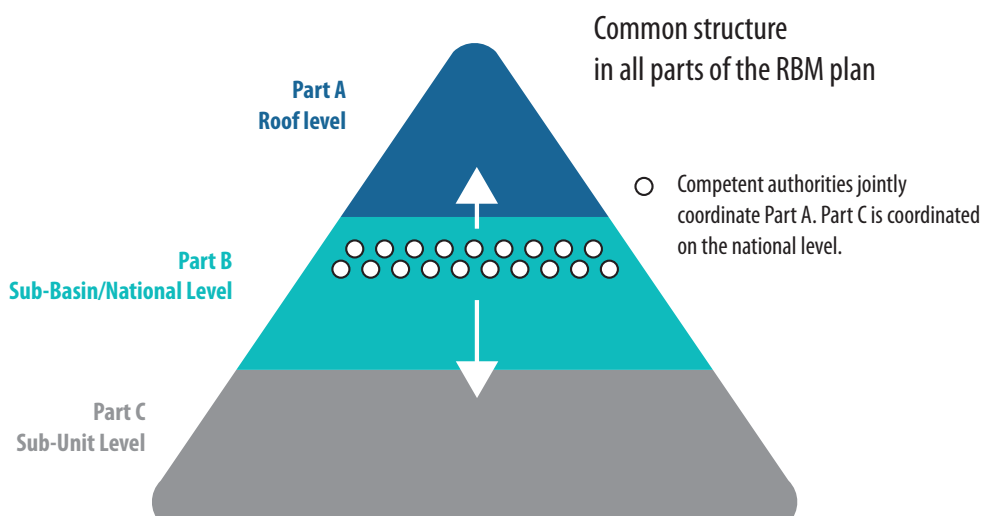 Common structure
in all parts of the RBM plan
Part A
Roof level
Competent authorities jointly
coordinate Part A. Part C is coordinated
on the national level.
Part B
Sub-Basin/National Level
Part C
Sub-Unit Level